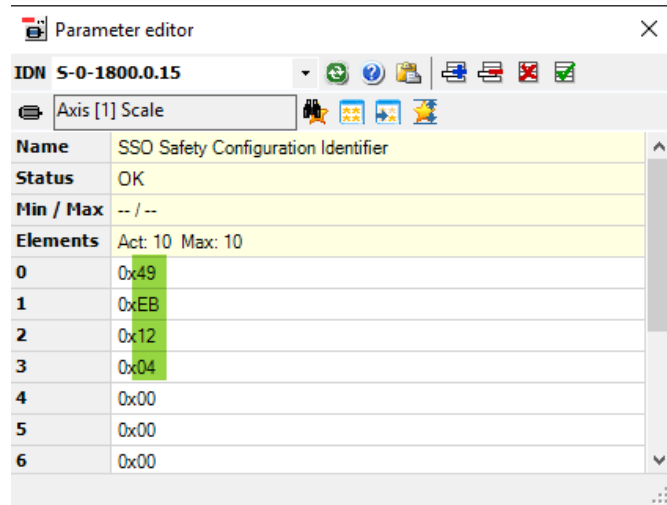 Parameter editor
IDN S-0-1800.0.15
Axis [1] Scale
Name SSO Safety Configuration Identifier
Status OK
Min / Max -- / --
Elements Act: 10 Max: 10
0 0x49
1 0xEB
2 0x12
3 0x04
4 0x00
5 0x00
6 0x00